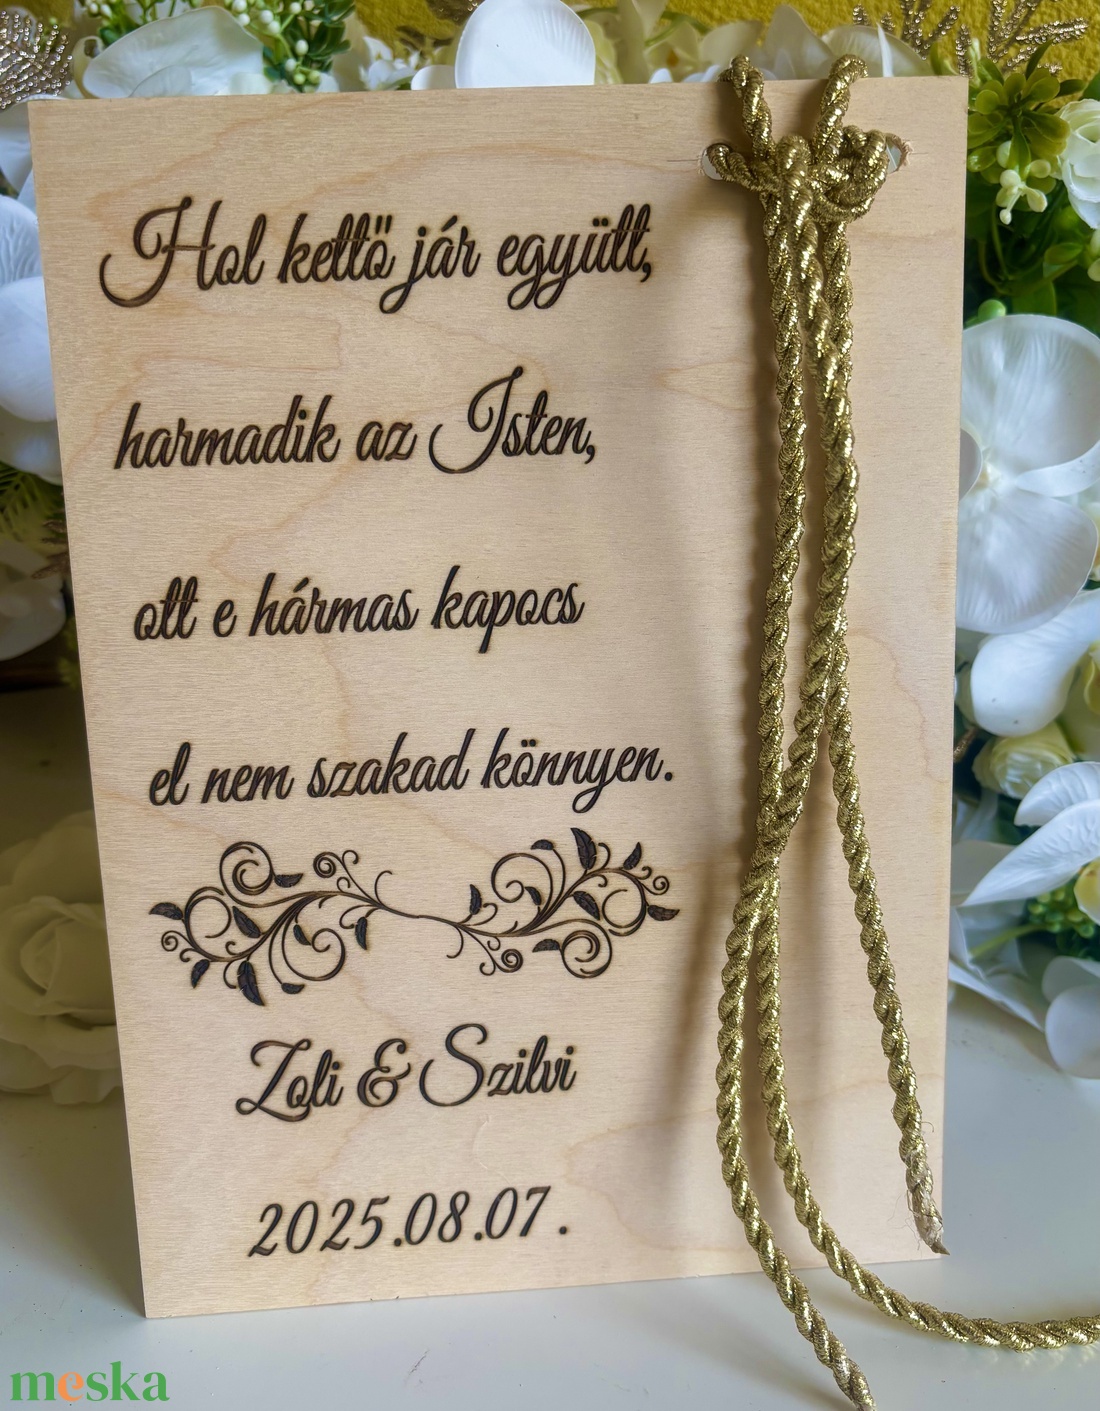 Hol kettő jár együtt,
harmadik az Isten,
ott e hármas kapocs
el nem szakad könnyen.
Zoli & Szilvi
2025.08.07.
meska